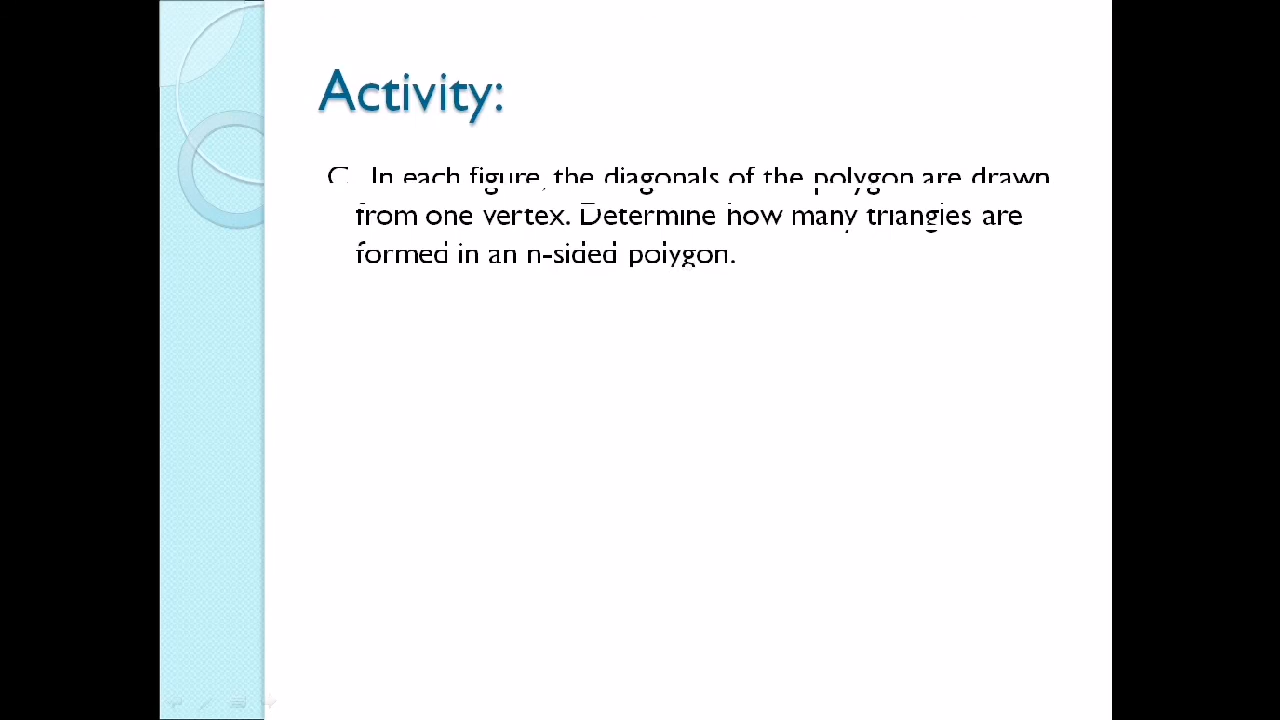 Activity:
C. In each figure, the diagonals of the polygon are drawn
from one vertex. Determine how many triangles are
formed in an n-sided polygon.